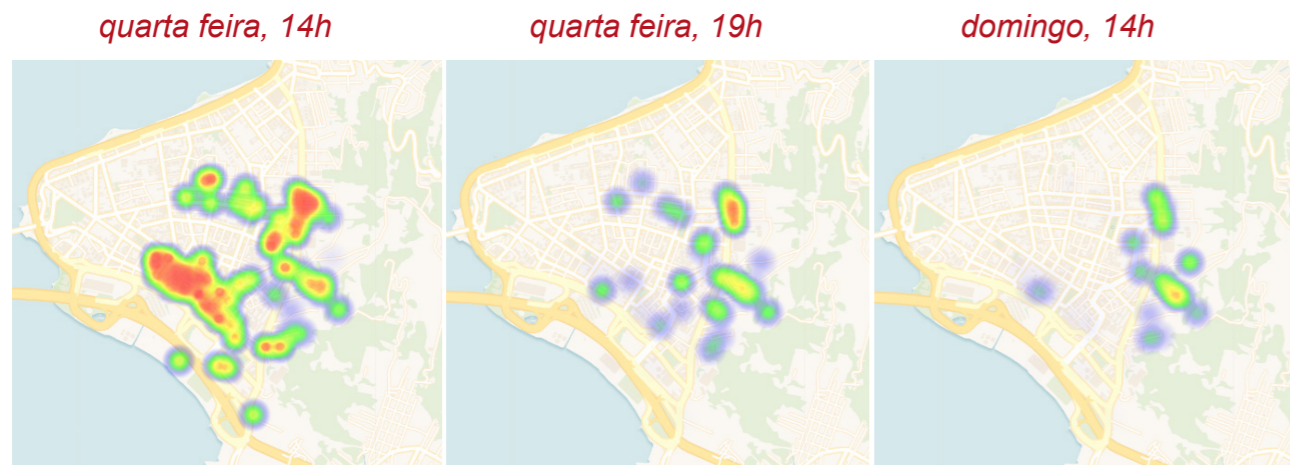 quarta feira, 14h
quarta feira, 19h
domingo, 14h